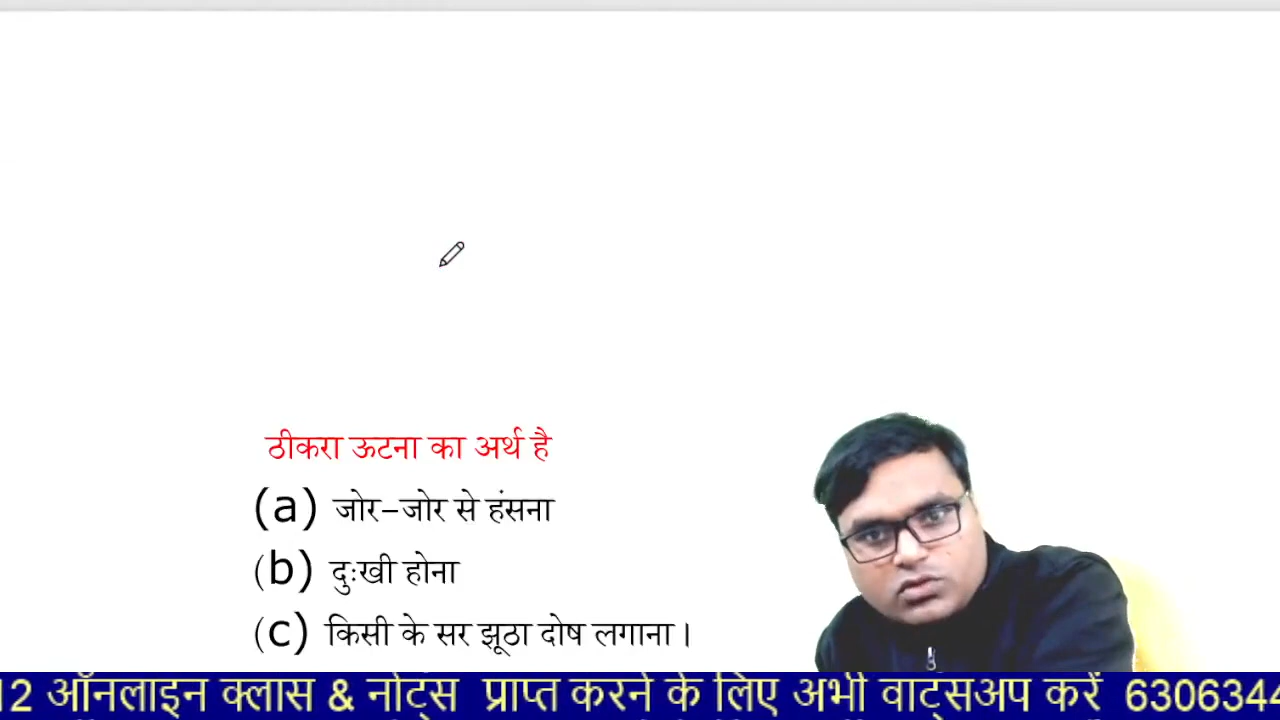 ठीकरा ऊटना का अर्थ है
(a) जोर-जोर से हंसना
(b) दुःखी होना
(c) किसी के सर झूठा दोष लगाना।
12 ऑनलाइन क्लास & नोट्स प्राप्त करने के लिए अभी वाट्सअप करें 6306344